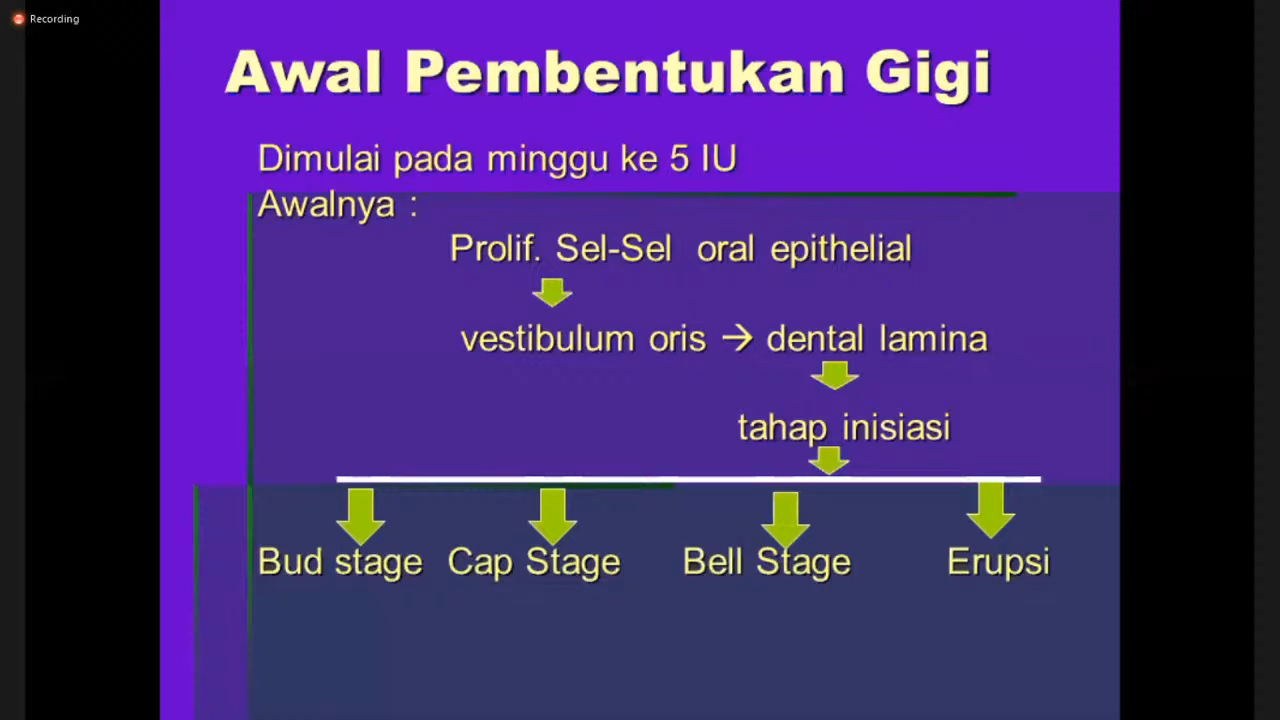 Recording
Awal Pembentukan Gigi
Dimulai pada minggu ke 5 IU
Awalnya :
Prolif. Sel-Sel oral epithelial
vestibulum oris → dental lamina
tahap inisiasi
Bud stage Cap Stage Bell Stage Erupsi